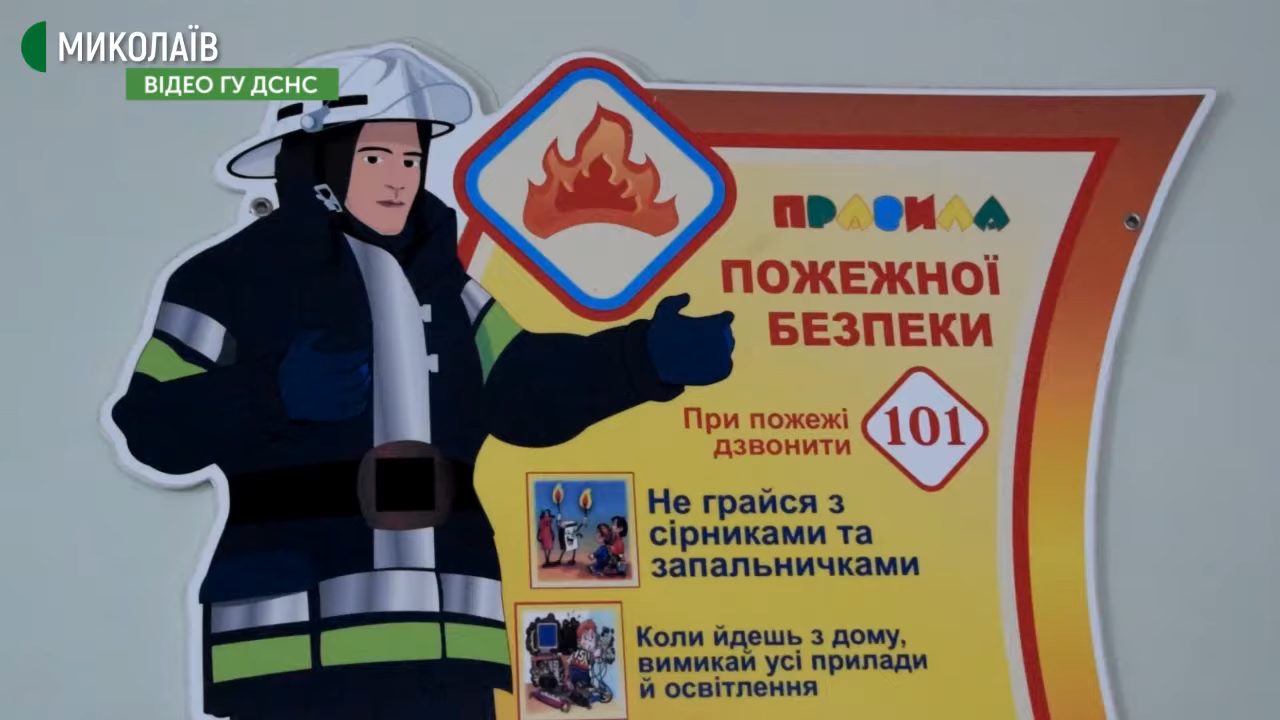 МИКОЛАЇВ
ВІДЕО ГУ ДСНС
ПРАВИЛА
ПОЖЕЖНОЇ
БЕЗПЕКИ
При пожежі
дзвонити
101
Не грайся з
сірниками та
запальничками
Коли йдешь з дому,
вимикай усі прилади
й освітлення